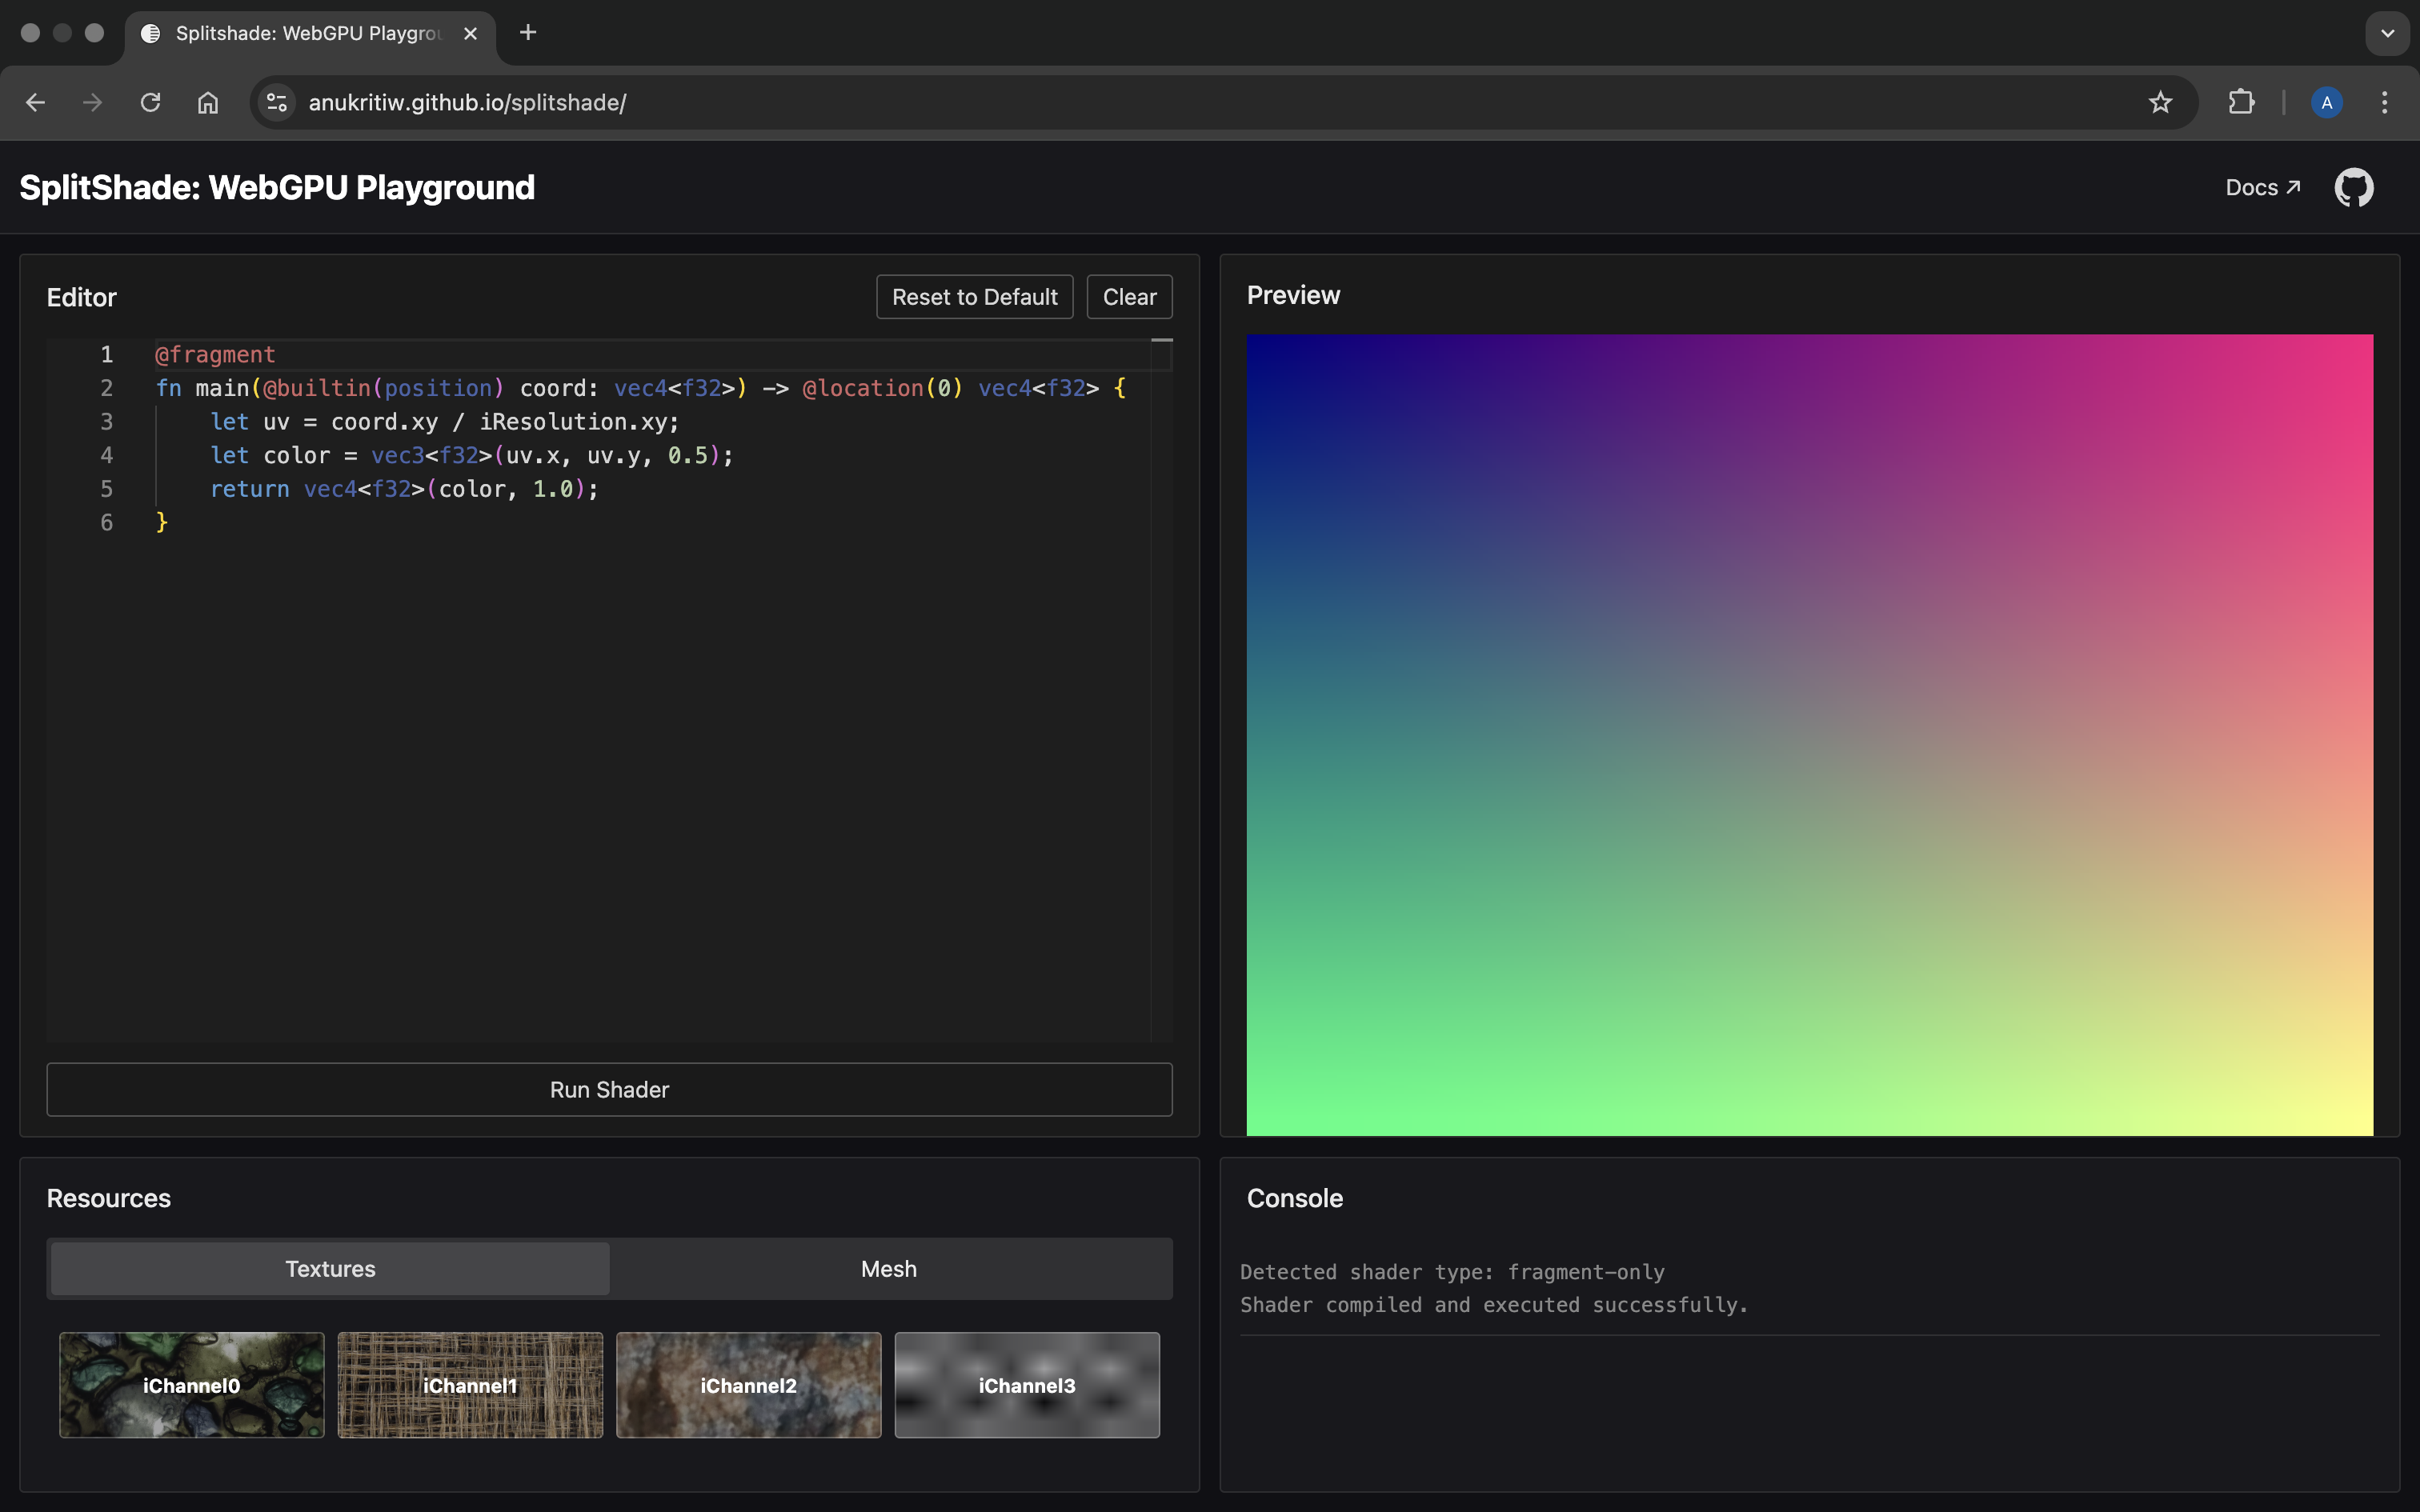 Splitshade: WebGPU Playgrou
anukritiw.github.io/splitshade/
A
SplitShade: WebGPU Playground
Docs ↗
Editor
Reset to Default
Clear
1 @fragment
2 fn main(@builtin(position) coord: vec4<f32>) -> @location(0) vec4<f32> {
3 let uv = coord.xy / iResolution.xy;
4 let color = vec3<f32>(uv.x, uv.y, 0.5);
5 return vec4<f32>(color, 1.0);
6 }
Run Shader
Preview
Resources
Textures
Mesh
iChannel0
iChannel1
iChannel2
iChannel3
Console
Detected shader type: fragment-only
Shader compiled and executed successfully.